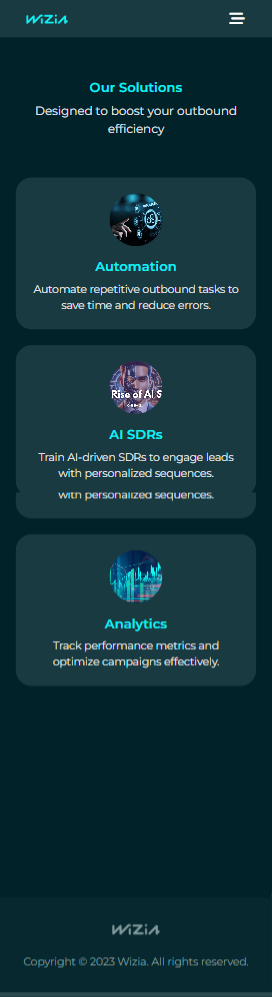 WiZiA
Our Solutions
Designed to boost your outbound
efficiency
Automation
Automate repetitive outbound tasks to
save time and reduce errors.
Rise of AI S
AI SDRs
Train AI-driven SDRs to engage leads
with personalized sequences.
with personalized sequences.
Analytics
Track performance metrics and
optimize campaigns effectively.
WiZiA
Copyright © 2023 Wizia. All rights reserved.